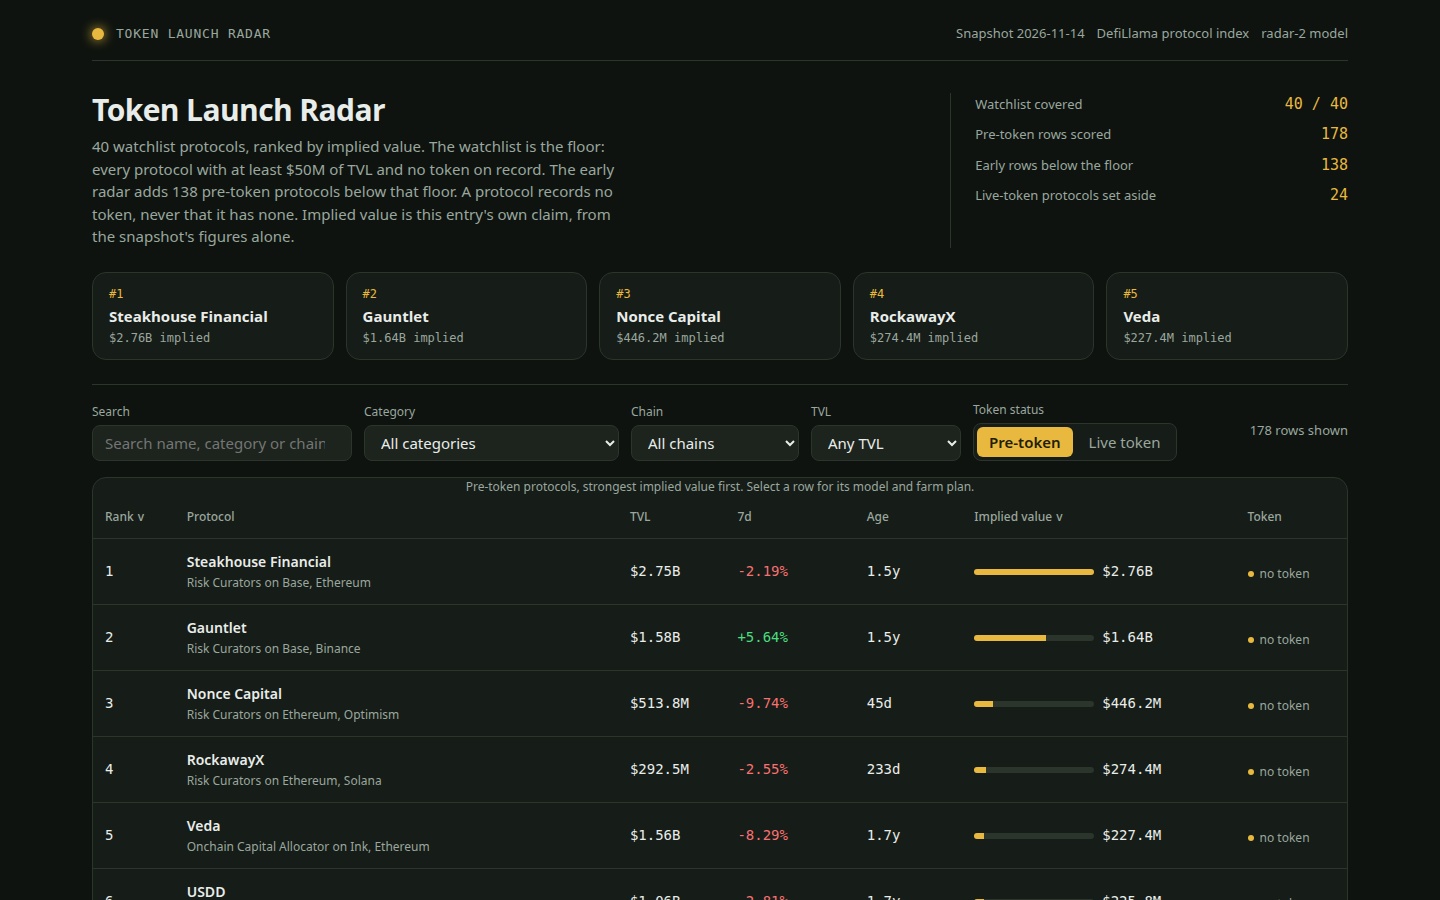 TOKEN LAUNCH RADAR
Snapshot 2026-11-14 DefiLlama protocol index radar-2 model
Token Launch Radar
40 watchlist protocols, ranked by implied value. The watchlist is the floor:
every protocol with at least $50M of TVL and no token on record. The early
radar adds 138 pre-token protocols below that floor. A protocol records no
token, never that it has none. Implied value is this entry's own claim, from
the snapshot's figures alone.
Watchlist covered 40 / 40
Pre-token rows scored 178
Early rows below the floor 138
Live-token protocols set aside 24
#1
Steakhouse Financial
$2.76B implied
#2
Gauntlet
$1.64B implied
#3
Nonce Capital
$446.2M implied
#4
RockawayX
$274.4M implied
#5
Veda
$227.4M implied
Search
Search name, category or chain
Category
All categories
Chain
All chains
TVL
Any TVL
Token status
Pre-token Live token
178 rows shown
Pre-token protocols, strongest implied value first. Select a row for its model and farm plan.
Rank v Protocol TVL 7d Age Implied value v Token
1 Steakhouse Financial $2.75B -2.19% 1.5y $2.76B no token
Risk Curators on Base, Ethereum
2 Gauntlet $1.58B +5.64% 1.5y $1.64B no token
Risk Curators on Base, Binance
3 Nonce Capital $513.8M -9.74% 45d $446.2M no token
Risk Curators on Ethereum, Optimism
4 RockawayX $292.5M -2.55% 233d $274.4M no token
Risk Curators on Ethereum, Solana
5 Veda $1.56B -8.29% 1.7y $227.4M no token
Onchain Capital Allocator on Ink, Ethereum
USDD